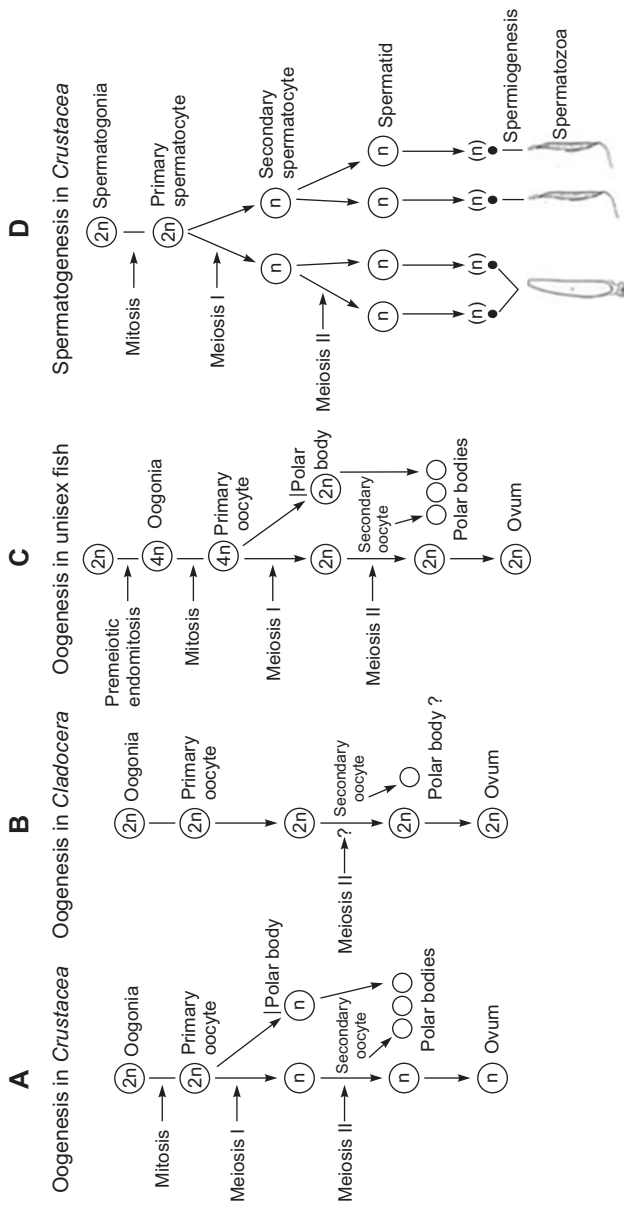 A
Oogenesis in Crustacea
2n
Oogonia
Mitosis
2n
Primary
oocyte
Meiosis I
n
n
Polar body
Meiosis II
Secondary
oocyte
n
Polar bodies
n
Ovum
B
Oogenesis in Cladocera
2n
Oogonia
2n
Primary
oocyte
2n
Meiosis II
?
Secondary
oocyte
2n
Polar body ?
2n
Ovum
C
Oogenesis in unisex fish
2n
Premeiotic
endomitosis
4n
Oogonia
Mitosis
4n
Primary
oocyte
Meiosis I
2n
2n
IPolar
body
Meiosis II
Secondary
oocyte
2n
Polar bodies
2n
Ovum
D
Spermatogenesis in Crustacea
2n
Spermatogonia
Mitosis
2n
Primary
spermatocyte
Meiosis I
n
n
Secondary
spermatocyte
Meiosis II
n
n
n
n
Spermatid
(n)
(n)
(n)
(n)
Spermiogenesis
Spermatozoa